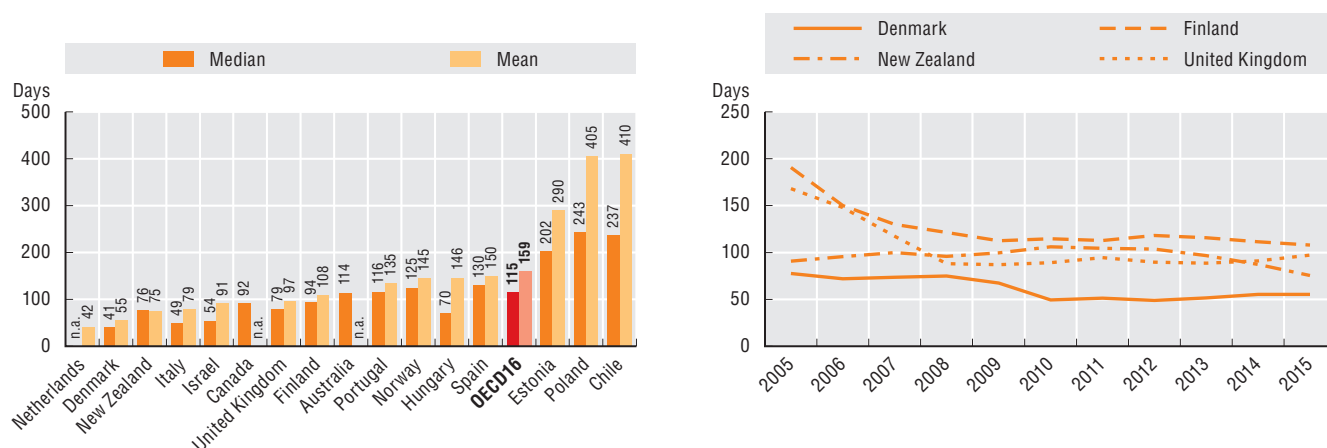 Median
Mean
Days
500
400
300
200
100
0
n.a.
42
41
55
76
75
49
79
54
91
92
n.a.
79
97
94
108
114
n.a.
116
135
125
145
70
146
130
150
115
159
202
290
243
405
237
410
Netherlands
Denmark
New Zealand
Italy
Israel
Canada
United Kingdom
Finland
Australia
Portugal
Norway
Hungary
Spain
OECD16
Estonia
Poland
Chile
Denmark
Finland
New Zealand
United Kingdom
Days
250
200
150
100
50
0
2005
2006
2007
2008
2009
2010
2011
2012
2013
2014
2015